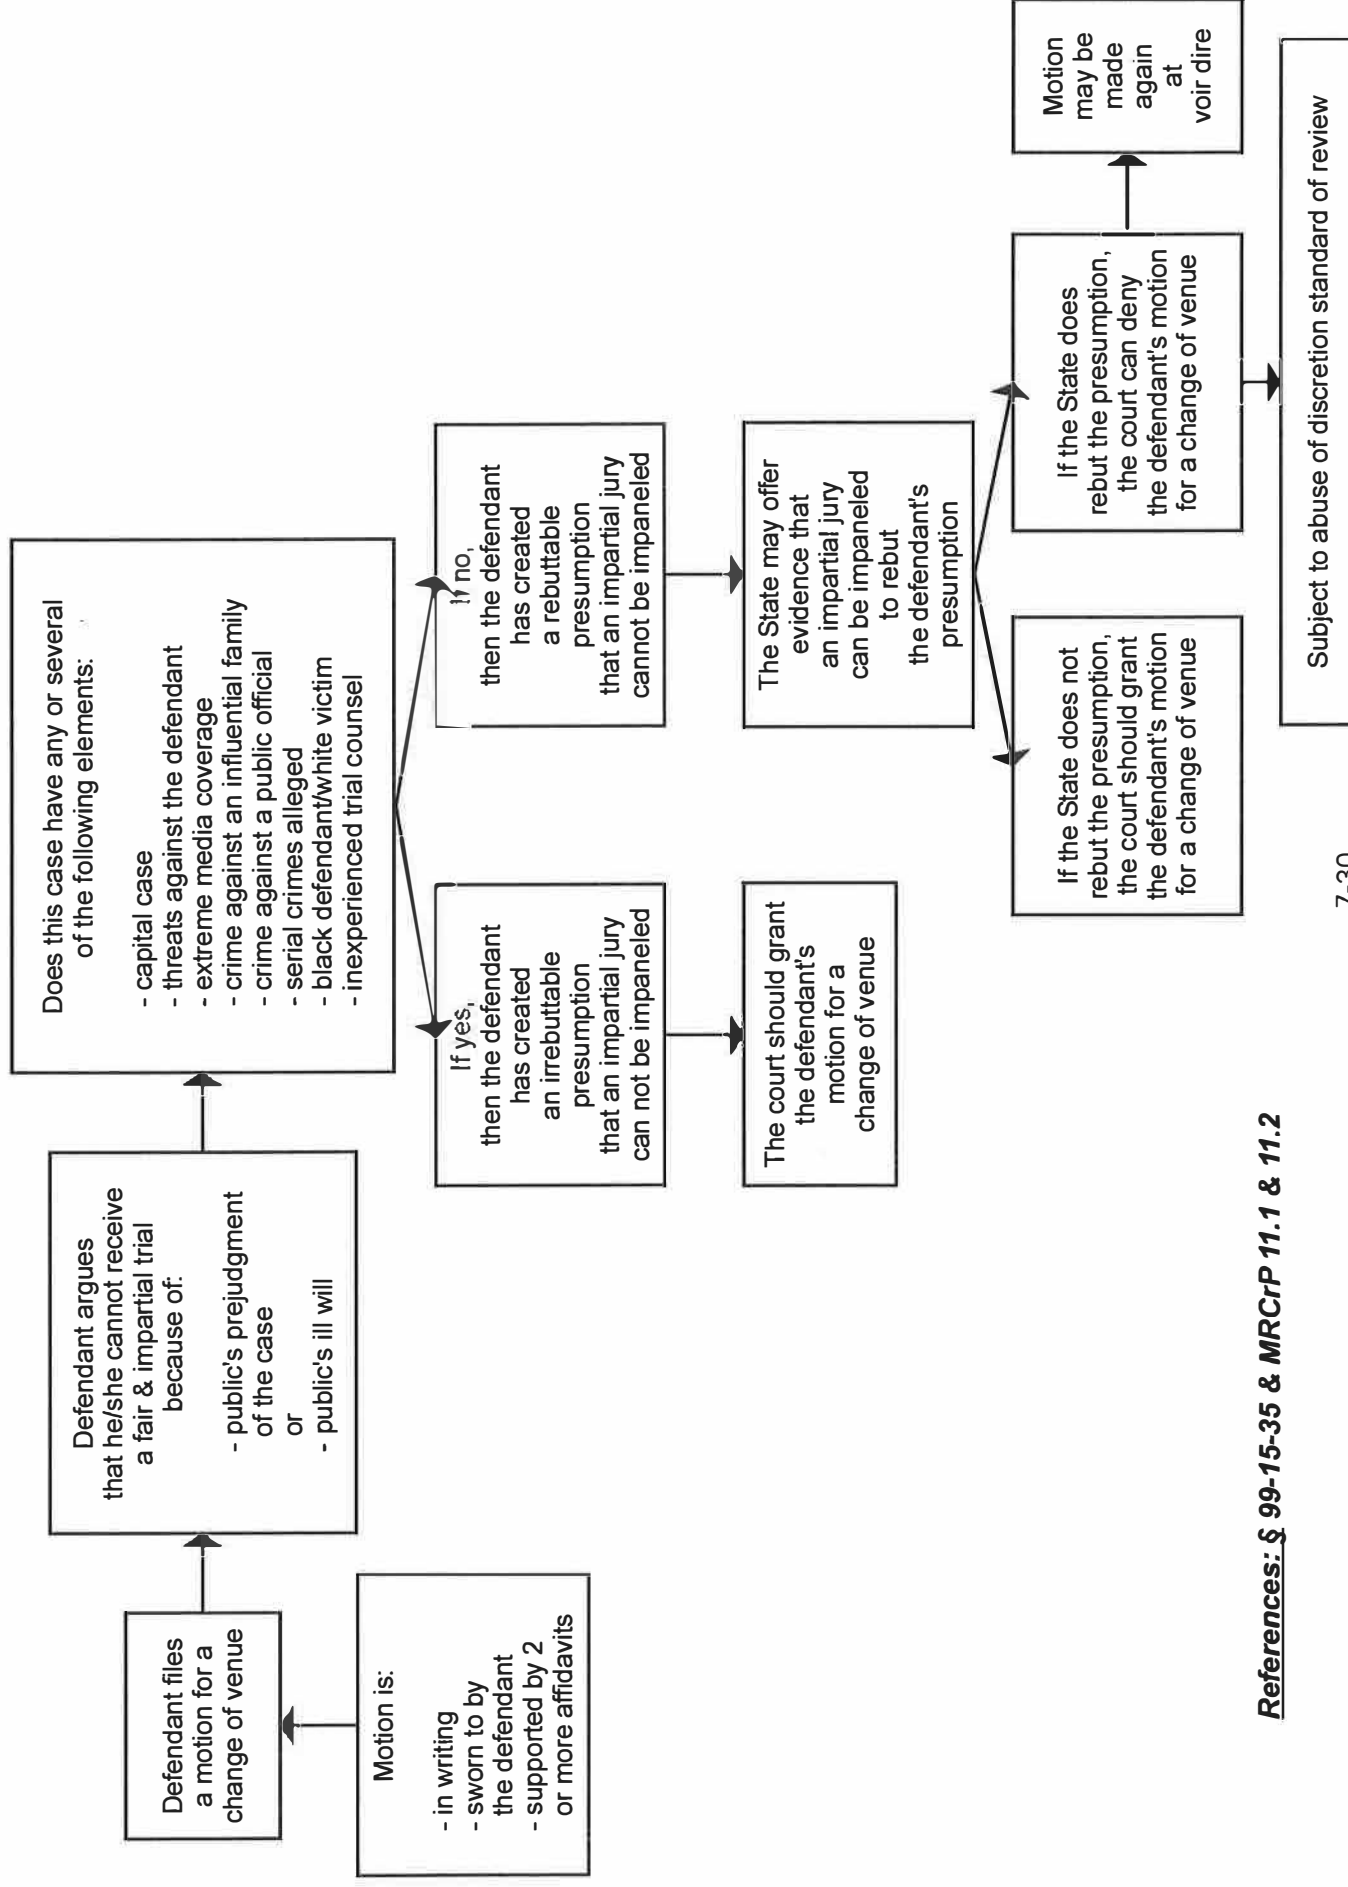 Defendant files
a motion for a
change of venue
Motion is:
- in writing
- sworn to by
the defendant
- supported by 2
or more affidavits
Defendant argues
that he/she cannot receive
a fair & impartial trial
because of:
- public's prejudgment
of the case
or
- public's ill will
Does this case have any or several
of the following elements:
- capital case
- threats against the defendant
- extreme media coverage
- crime against an influential family
- crime against a public official
- serial crimes alleged
- black defendant/white victim
- inexperienced trial counsel
If yes,
then the defendant
has created
an irrebuttable
presumption
that an impartial jury
can not be impaneled
If no,
then the defendant
has created
a rebuttable
presumption
that an impartial jury
cannot be impaneled
The court should grant
the defendant's
motion for a
change of venue
The State may offer
evidence that
an impartial jury
can be impaneled
to rebut
the defendant's
presumption
If the State does not
rebut the presumption,
the court should grant
the defendant's motion
for a change of venue
If the State does
rebut the presumption,
the court can deny
the defendant's motion
for a change of venue
Motion
may be
made
again
at
voir dire
Subject to abuse of discretion standard of review
References: § 99-15-35 & MRCrP 11.1 & 11.2
7-30